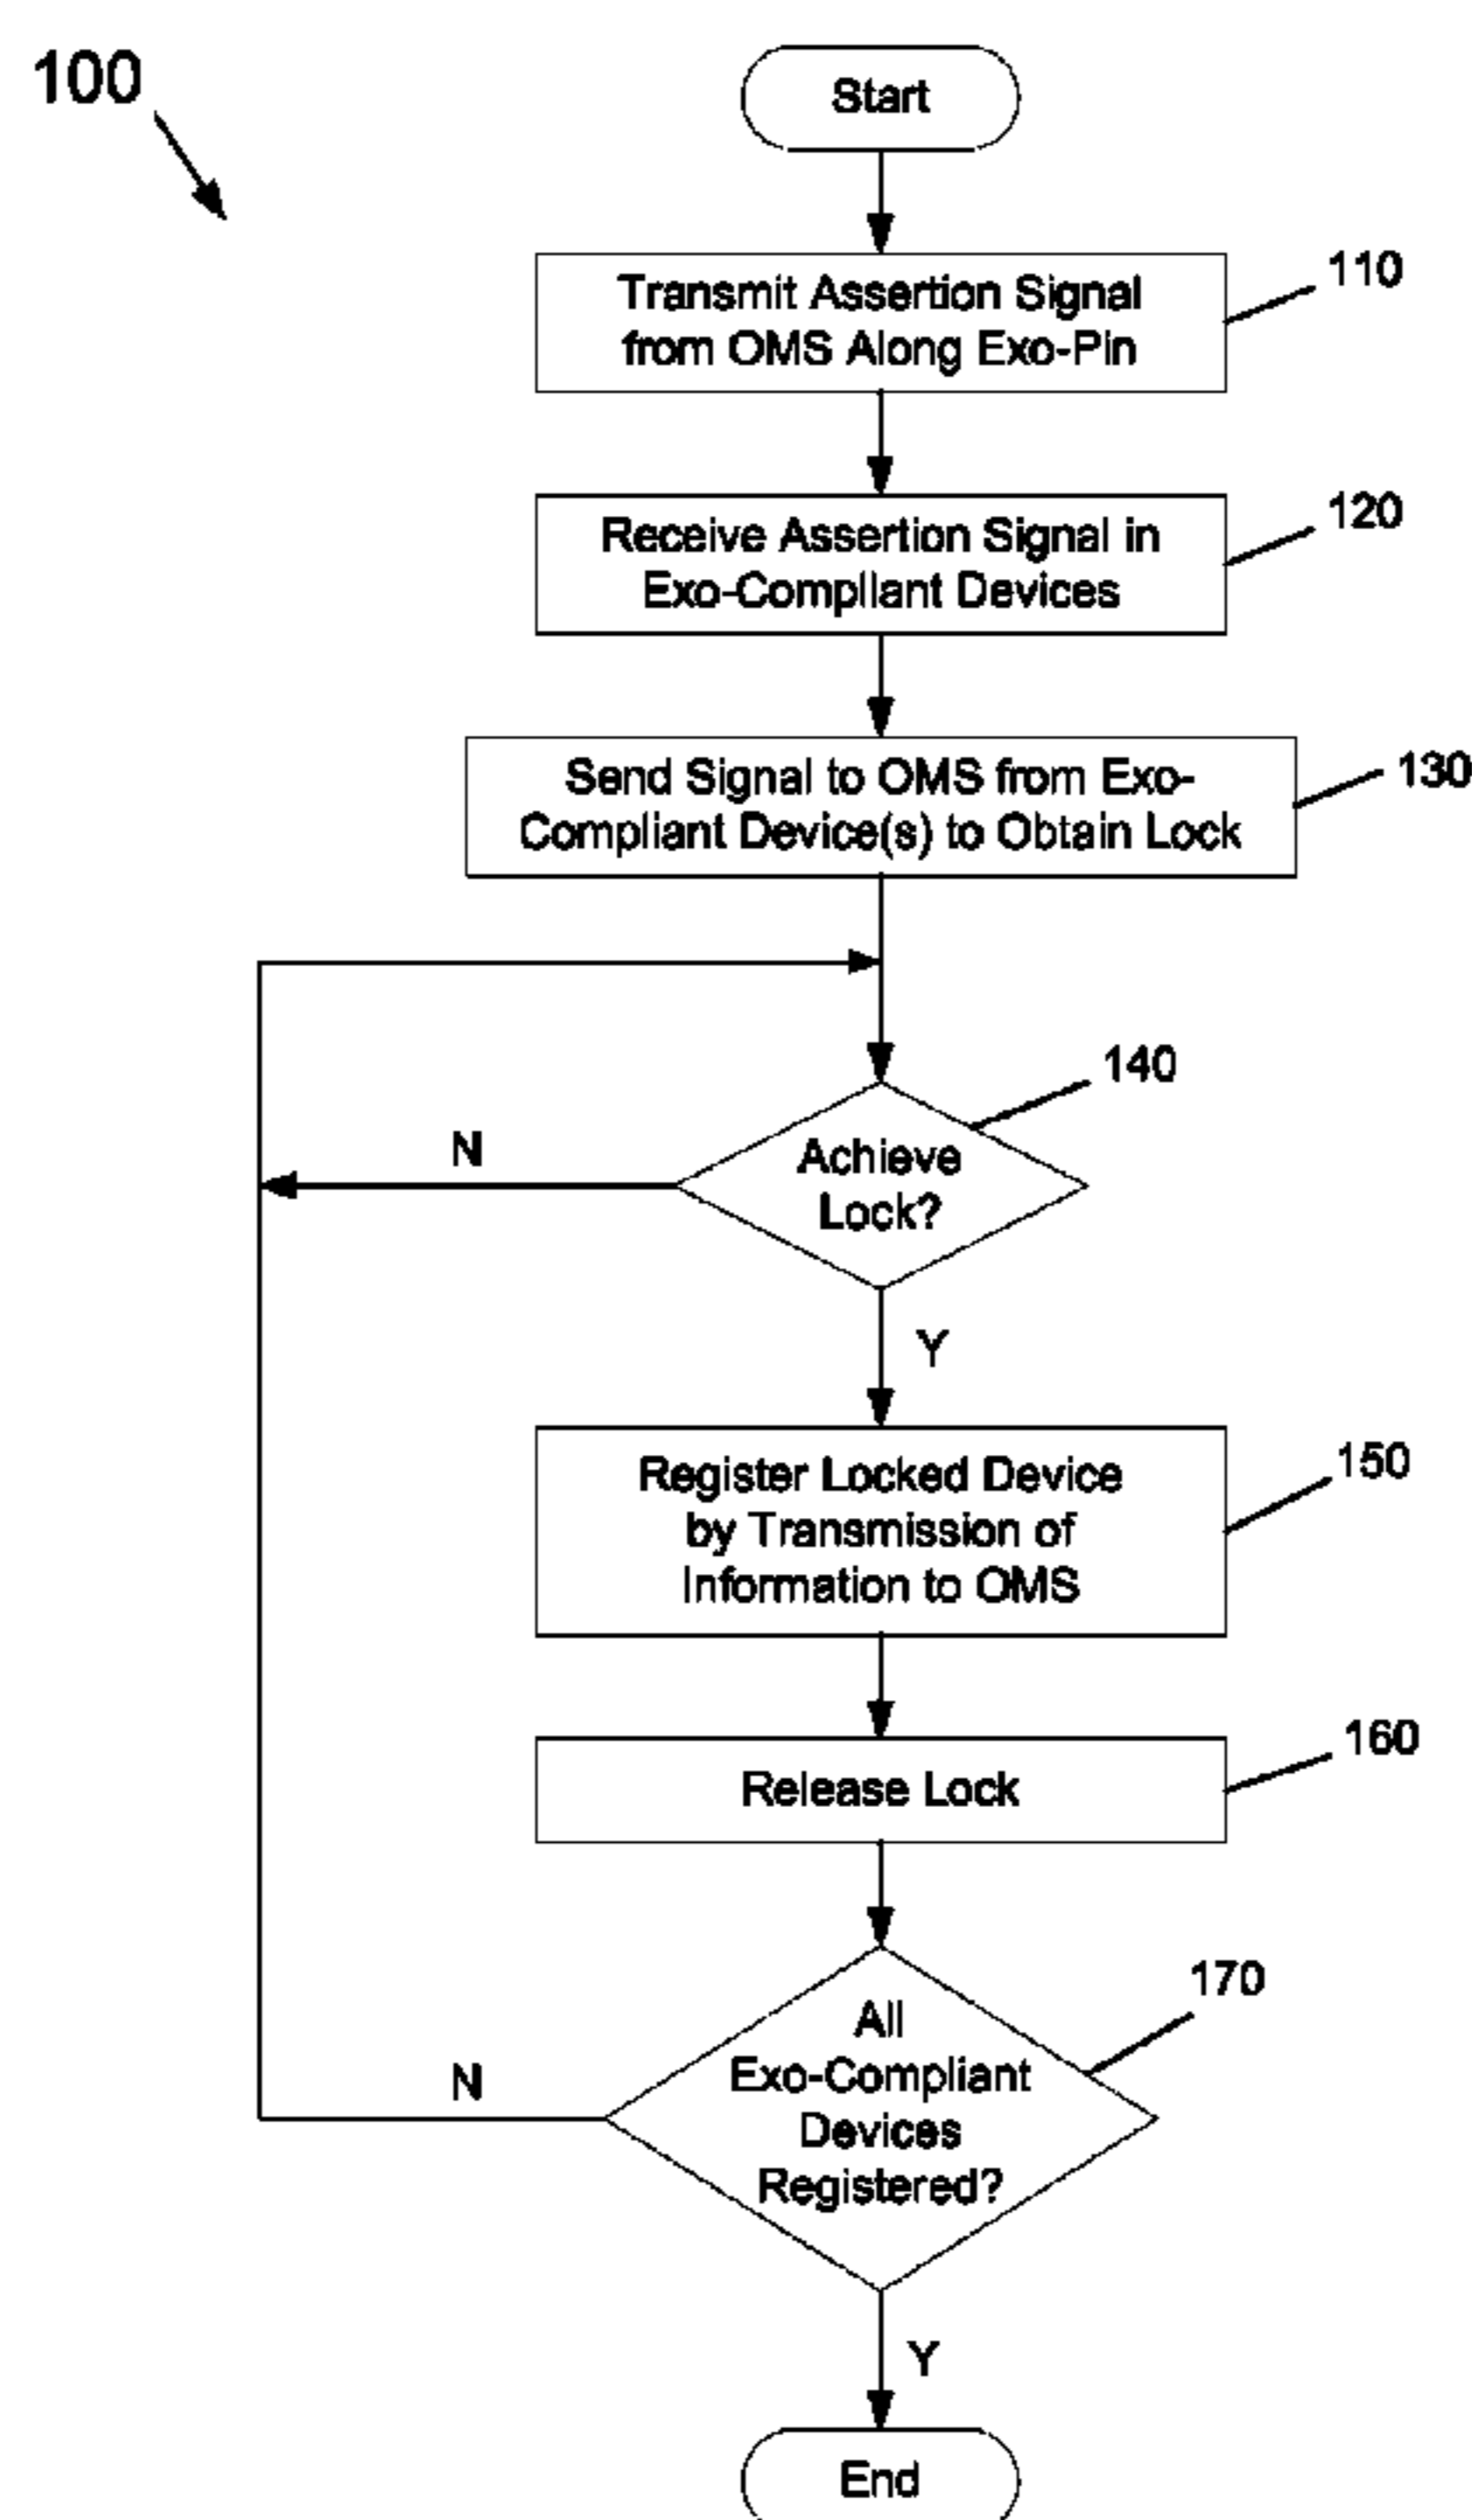 100
Start
Transmit Assertion Signal
from OMS Along Exo-Pin
110
Receive Assertion Signal in
Exo-Compliant Devices
120
Send Signal to OMS from Exo-
Compliant Device(s) to Obtain Lock
130
Achieve
Lock?
140
N
Y
Register Locked Device
by Transmission of
Information to OMS
150
Release Lock
160
All
Exo-Compliant
Devices
Registered?
170
N
Y
End